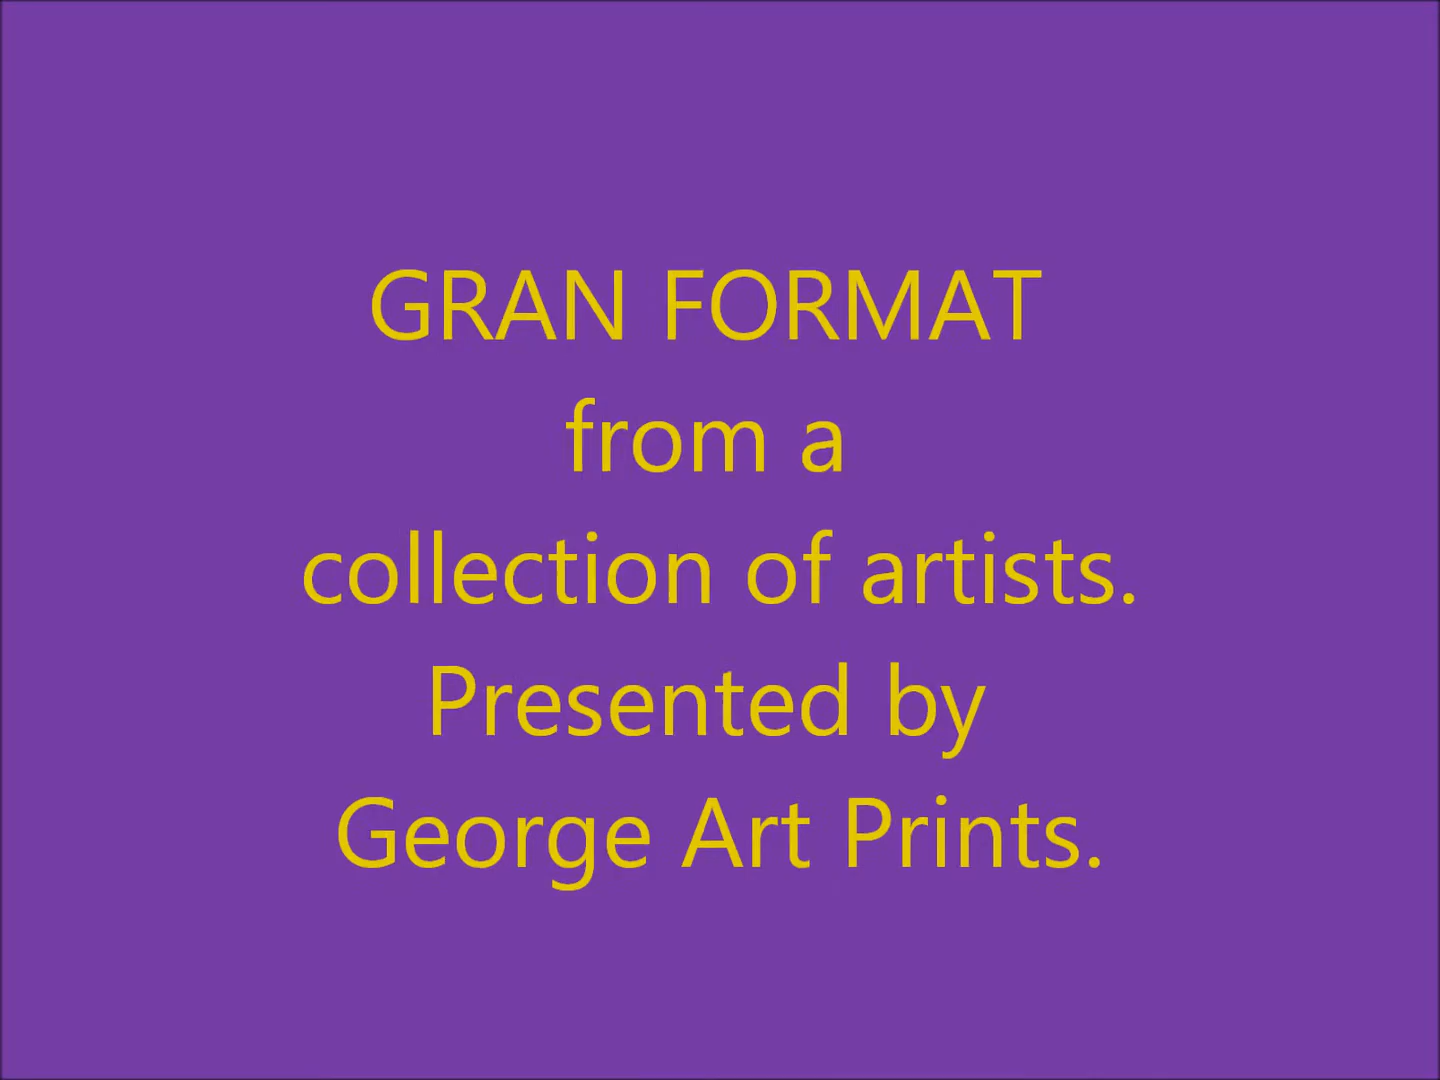 GRAN FORMAT
from a
collection of artists.
Presented by
George Art Prints.